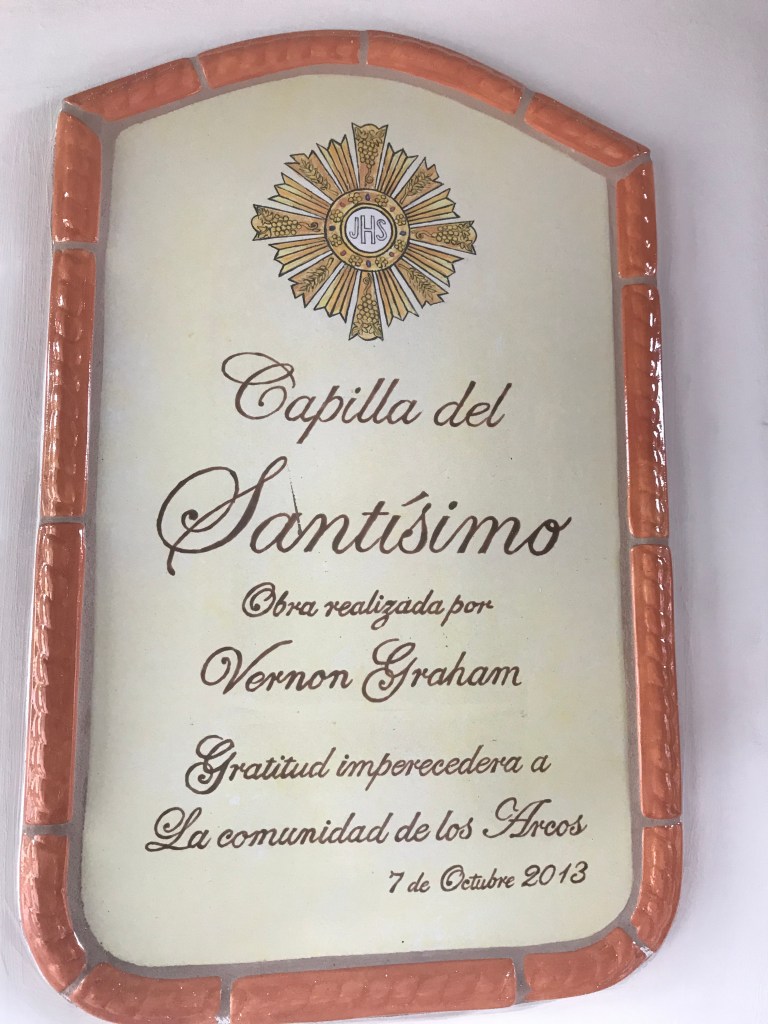 JHS
Capilla del
Santísimo
Obra realizada por
Vernon Graham
Gratitud imperecedera a
La comunidad de los Arcos
7 de Octubre 2013